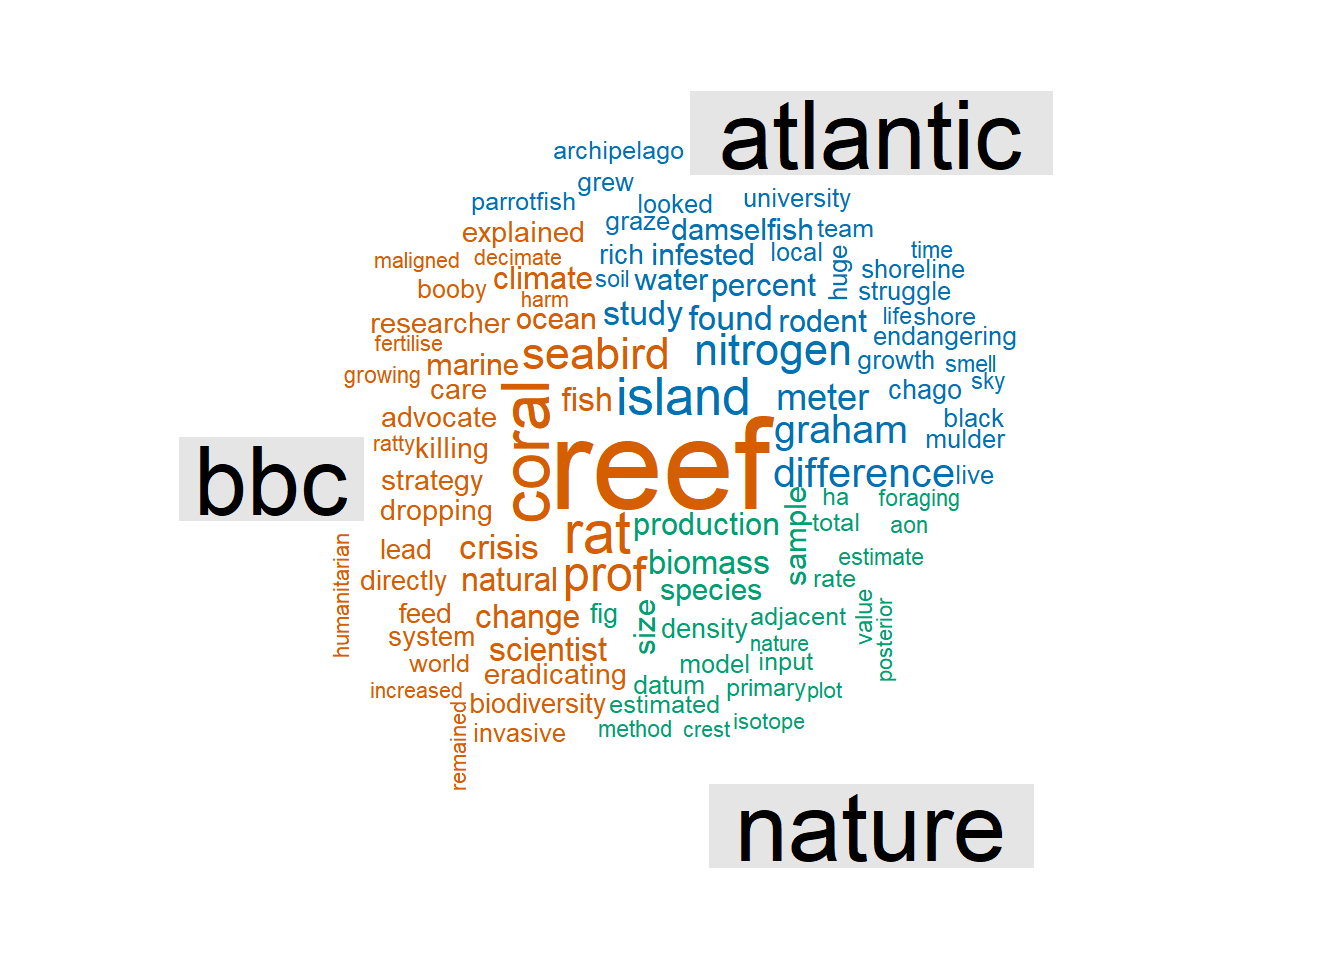 atlantic
archipelago
grew
parrotfish looked university
explained graze damselfish team
maligned decimate rich infested local huge time
booby climate soil water percent shoreline
harm struggle
researcher ocean study found rodent life shore
fertilise seabird nitrogen endangering
growing marine growth smell
care coral fish island meter chago sky
advocate reef graham black
ratty killing mulder
bbc strategy difference live
dropping rat production sample ha foraging
total aon
humanitarian lead crisis biomass estimate
directly natural prof species rate
feed change fig size density adjacent value posterior
system scientist nature
world eradicating model input
increased datum primary plot
remained biodiversity estimated
invasive method crest isotope
nature